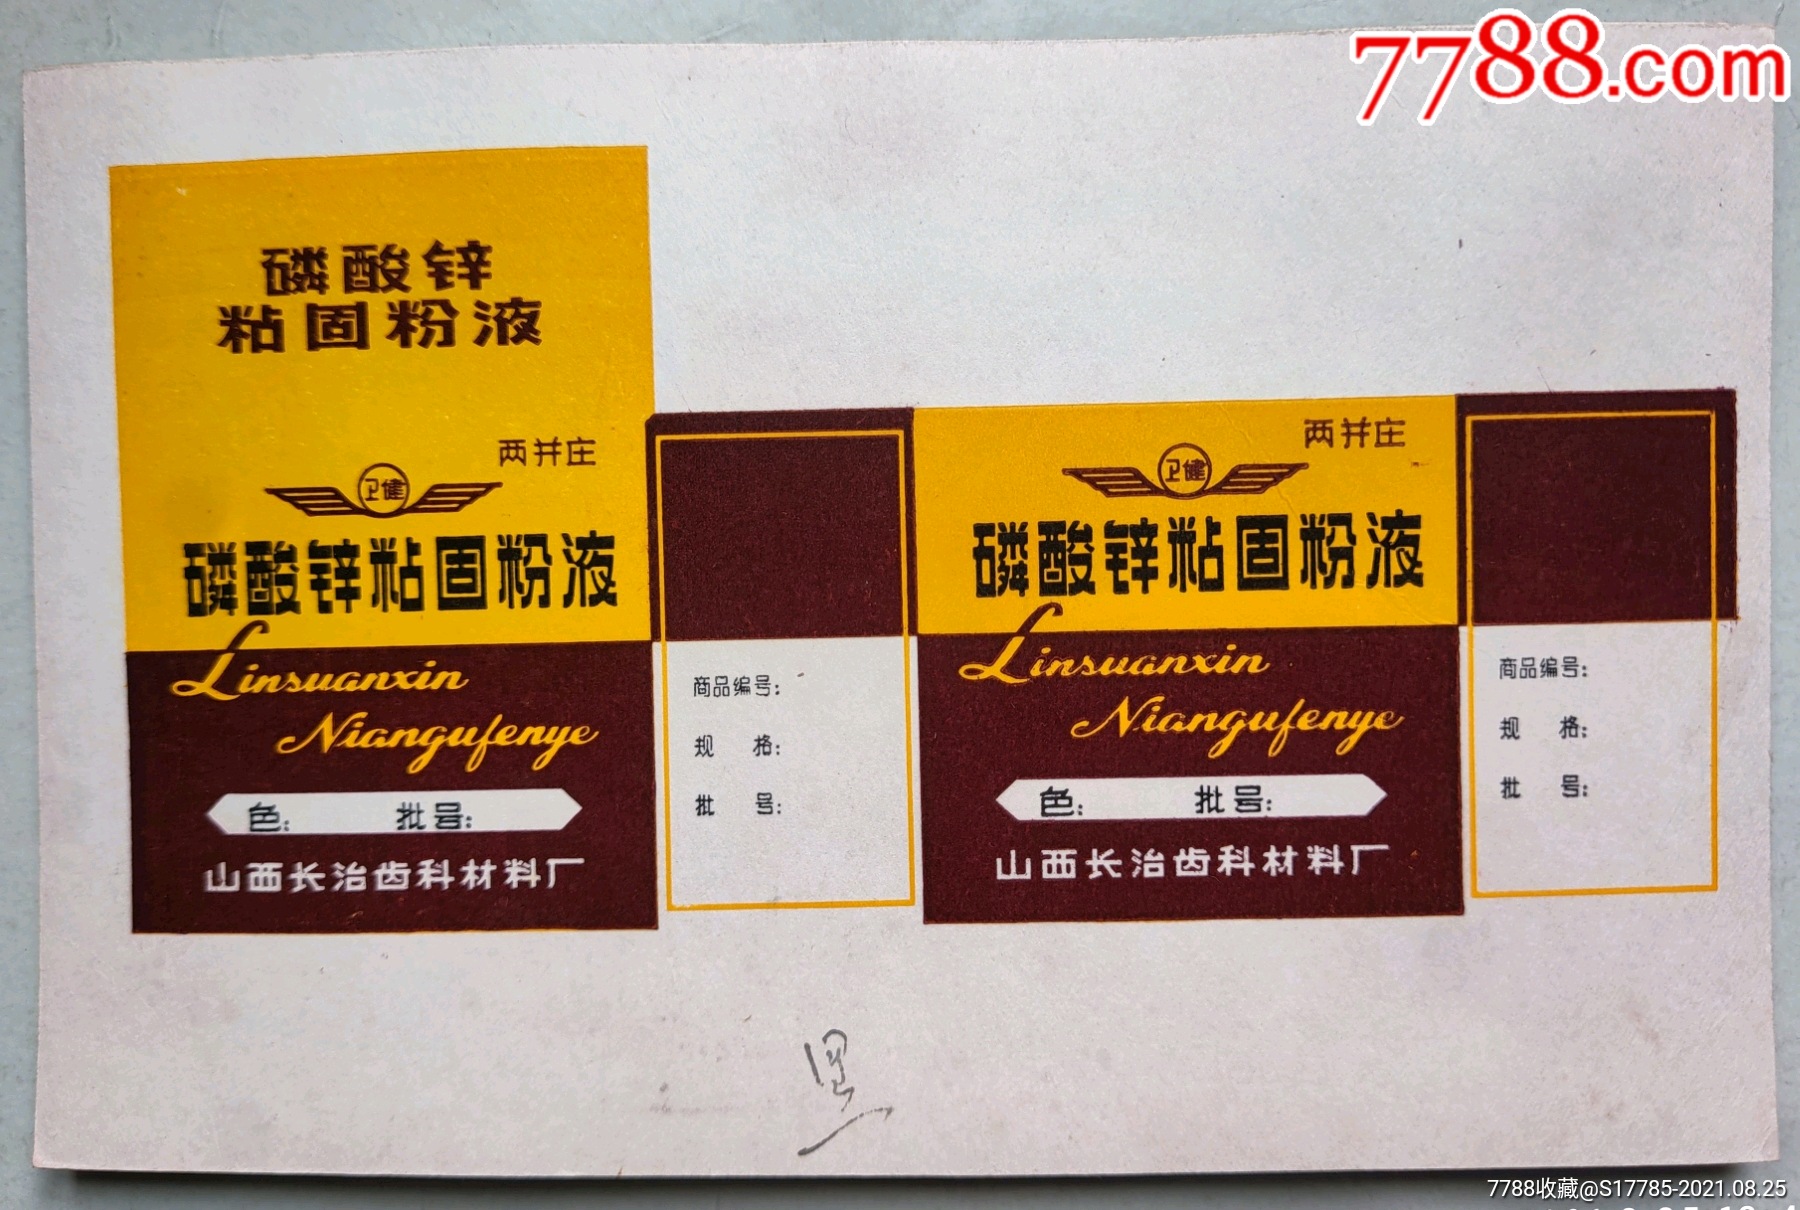 7788.com
磷酸锌
粘固粉液
两并庄
卫健
磷酸锌粘固粉液
Linsuanxin
Niangufenye
色: 批号:
山西长治齿科材料厂
商品编号:
规 格:
批 号:
两并庄
卫健
磷酸锌粘固粉液
Linsuanxin
Niangufenye
色: 批号:
山西长治齿科材料厂
商品编号:
规 格:
批 号:
7788收藏@S17785-2021.08.25